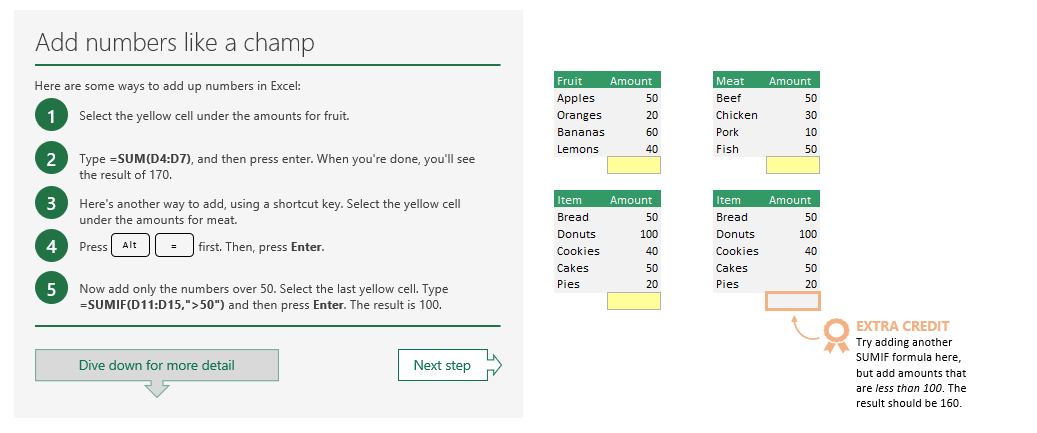 Add numbers like a champ
Here are some ways to add up numbers in Excel:
1 Select the yellow cell under the amounts for fruit.
2 Type =SUM(D4:D7), and then press enter. When you're done, you'll see
the result of 170.
3 Here's another way to add, using a shortcut key. Select the yellow cell
under the amounts for meat.
4 Press Alt = first. Then, press Enter.
5 Now add only the numbers over 50. Select the last yellow cell. Type
=SUMIF(D11:D15,">50") and then press Enter. The result is 100.
Dive down for more detail
Next step
Fruit Amount
Apples 50
Oranges 20
Bananas 60
Lemons 40
Meat Amount
Beef 50
Chicken 30
Pork 10
Fish 50
Item Amount
Bread 50
Donuts 100
Cookies 40
Cakes 50
Pies 20
Item Amount
Bread 50
Donuts 100
Cookies 40
Cakes 50
Pies 20
EXTRA CREDIT
Try adding another
SUMIF formula here,
but add amounts that
are less than 100. The
result should be 160.